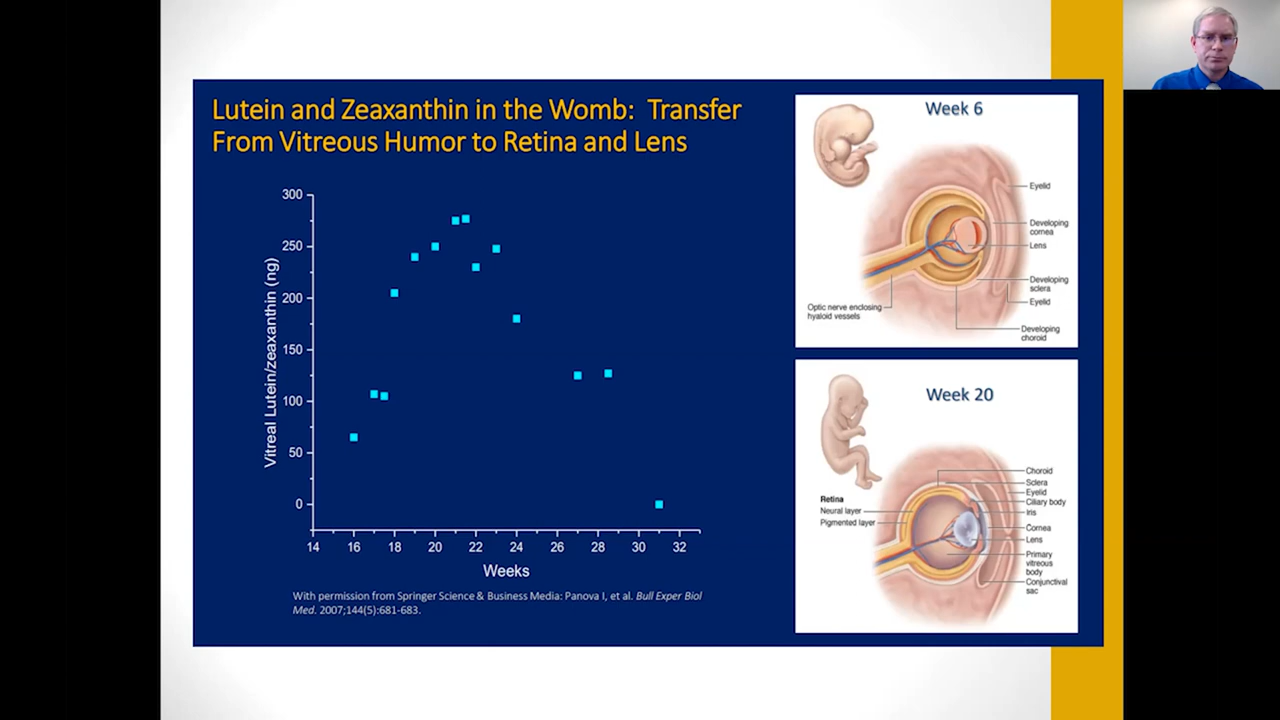 Lutein and Zeaxanthin in the Womb: Transfer
From Vitreous Humor to Retina and Lens
300
250
200
150
100
50
0
Vitreal Lutein/zeaxanthin (ng)
14 16 18 20 22 24 26 28 30 32
Weeks
With permission from Springer Science & Business Media: Panova I, et al. Bull Exper Biol
Med. 2007;144(5):681-683.
Week 6
Eyelid
Developing
cornea
Lens
Developing
sclera
Eyelid
Optic nerve enclosing
hyaloid vessels
Developing
choroid
Week 20
Choroid
Sclera
Eyelid
Ciliary body
Iris
Cornea
Lens
Primary
vitreous
body
Conjunctival
sac
Retina
Neural layer
Pigmented layer